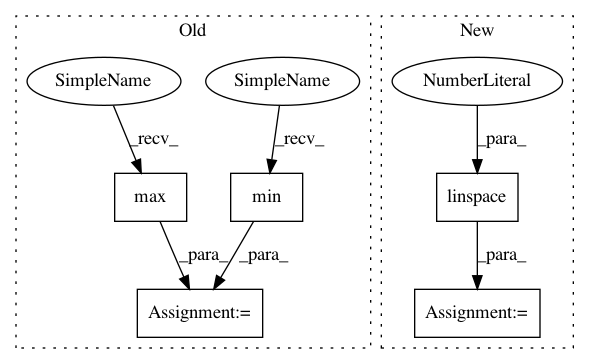 Old
New
SimpleName
SimpleName
NumberLiteral
_recv_
_recv_
_para_
max
min
linspace
_para_
_para_
_para_
Assignment:=
Assignment:=